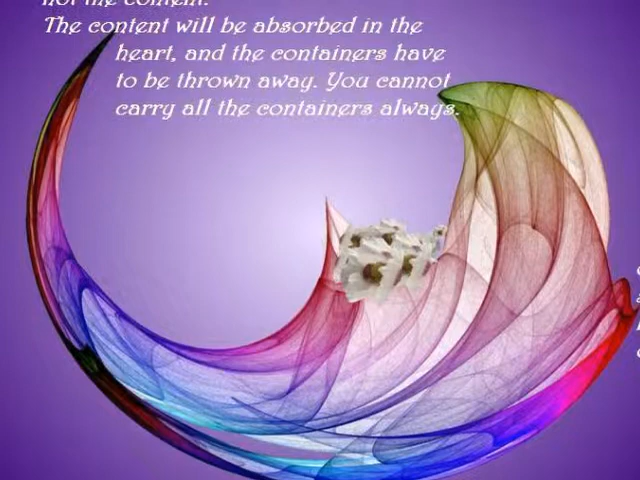 not the content.
The content will be absorbed in the
heart, and the containers have
to be thrown away. You cannot
carry all the containers always.